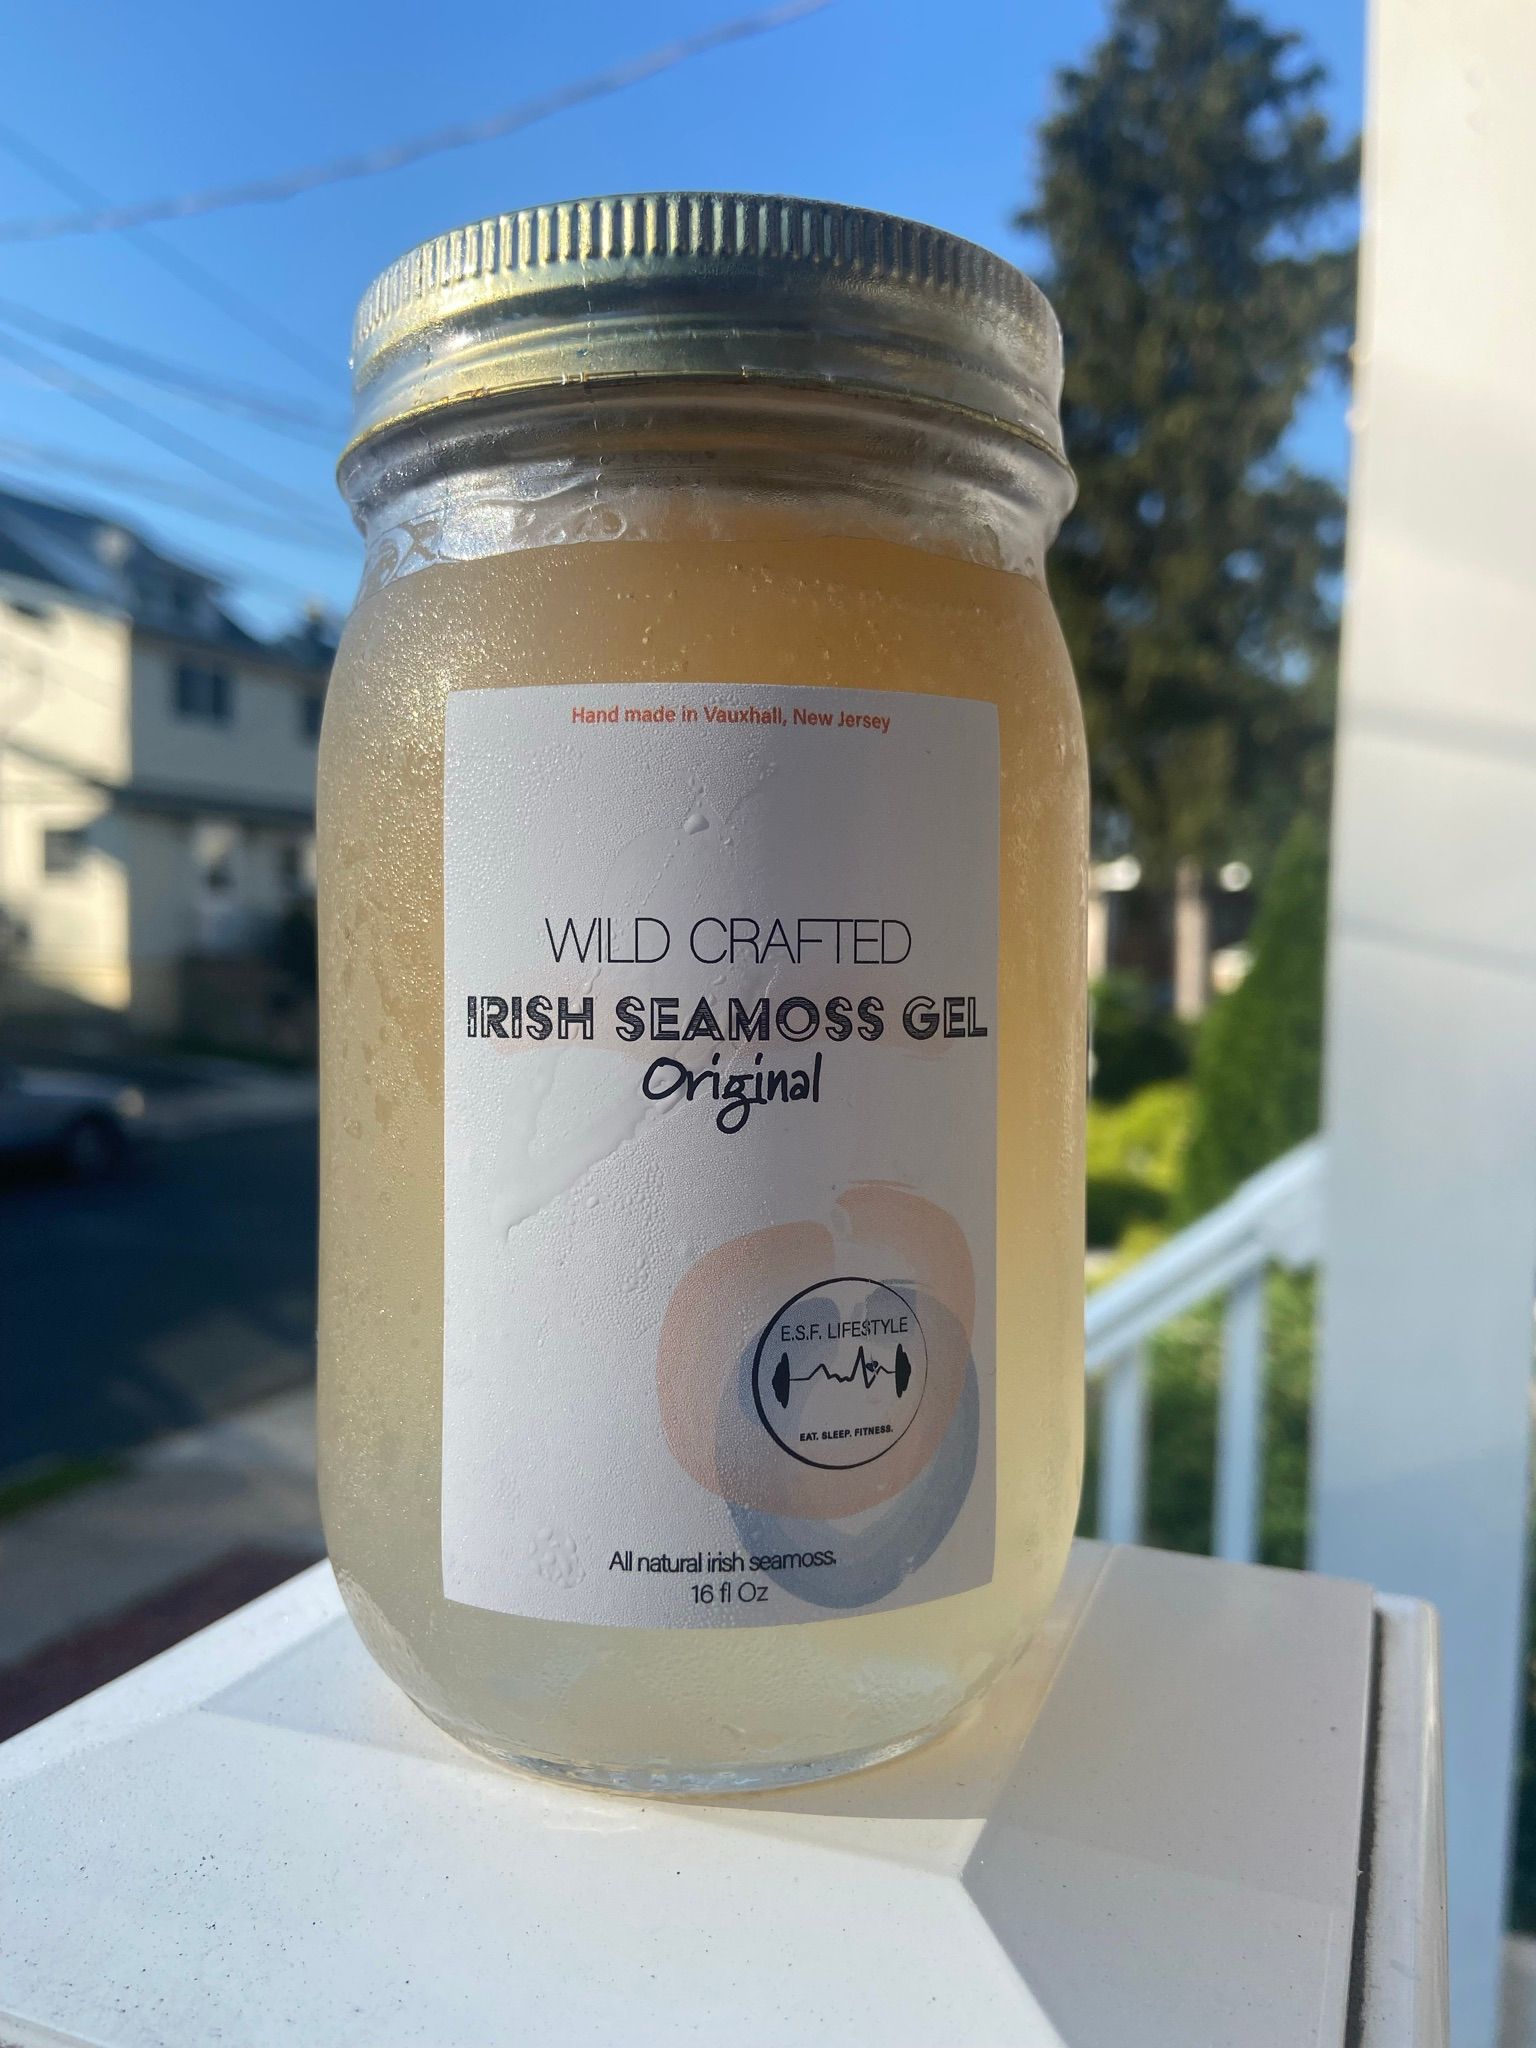 Hand made in Vauxhall, New Jersey
WILD CRAFTED
IRISH SEAMOSS GEL
Original
E.S.F. LIFESTYLE
EAT. SLEEP. FITNESS.
All natural irish seamoss.
16 fl Oz